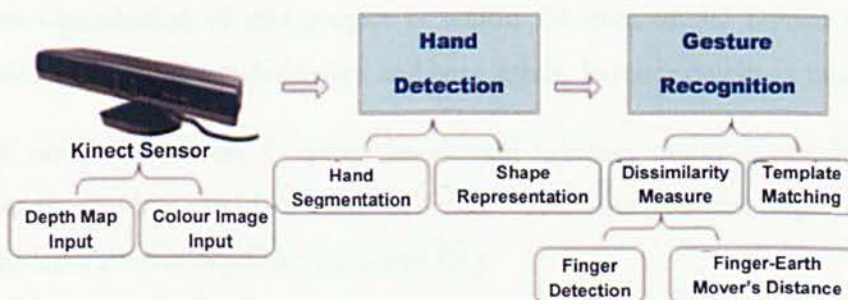 Hand
Detection
Gesture
Recognition
Kinect Sensor
Hand
Segmentation
Shape
Representation
Dissimilarity
Measure
Template
Matching
Depth Map
Input
Colour Image
Input
Finger
Detection
Finger-Earth
Mover's Distance